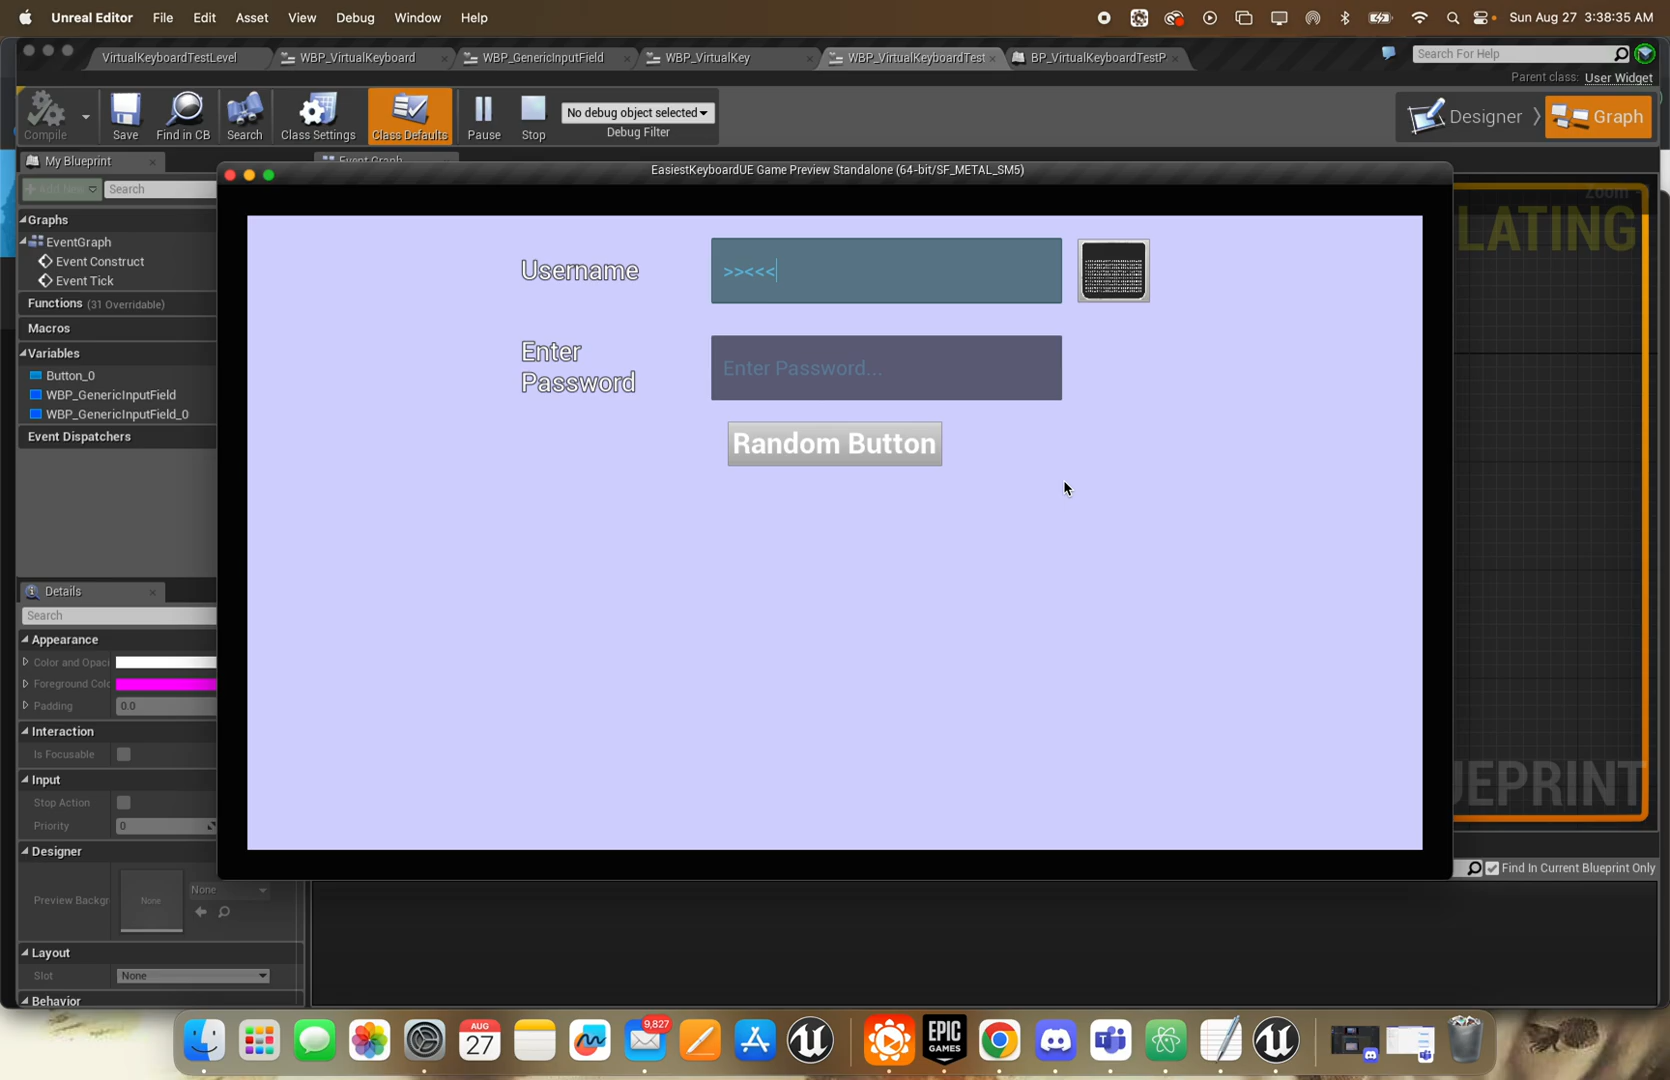 Unreal Editor File Edit Asset View Debug Window Help Sun Aug 27 3:38:35 AM
VirtualKeyboardTestLevel WBP_VirtualKeyboard WBP_GenericInputField WBP_VirtualKey WBP_VirtualKeyboardTest BP_VirtualKeyboardTestP Search For Help
Parent class: User Widget
Compile Save Find in CB Search Class Settings Class Defaults Pause Stop No debug object selected Debug Filter Designer Graph
My Blueprint Event Graph
EasiestKeyboardUE Game Preview Standalone (64-bit/SF_METAL_SM5)
Add New Search Zoom
Graphs
EventGraph
Event Construct
Event Tick
Functions (31 Overridable)
Macros
Variables
Button_0
WBP_GenericInputField
WBP_GenericInputField_0
Event Dispatchers
LATING
Username >><<<
Enter
Password
Enter Password...
Random Button
Details
Search
Appearance
Color and Opaci
Foreground Colo
Padding 0.0
Interaction
Is Focusable
Input
Stop Action
Priority 0
Designer
Preview Backgr None None
Layout
Slot None
Behavior
UEPRINT
Find In Current Blueprint Only
AUG
27
9,827
EPIC
GAMES